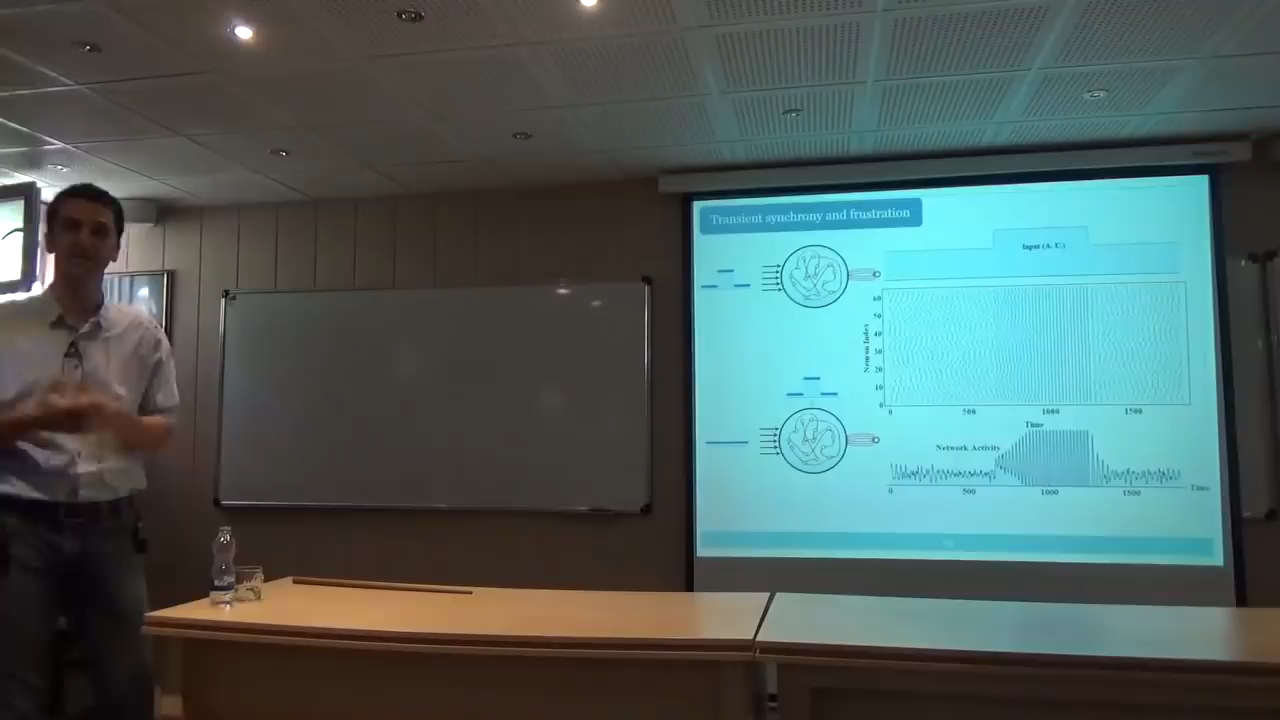 Transient synchrony and frustration
Input (A. U.)
Neuron Index
60
50
40
30
20
10
0
0 500 1000 1500
Time
Network Activity
0 500 1000 1500
Time